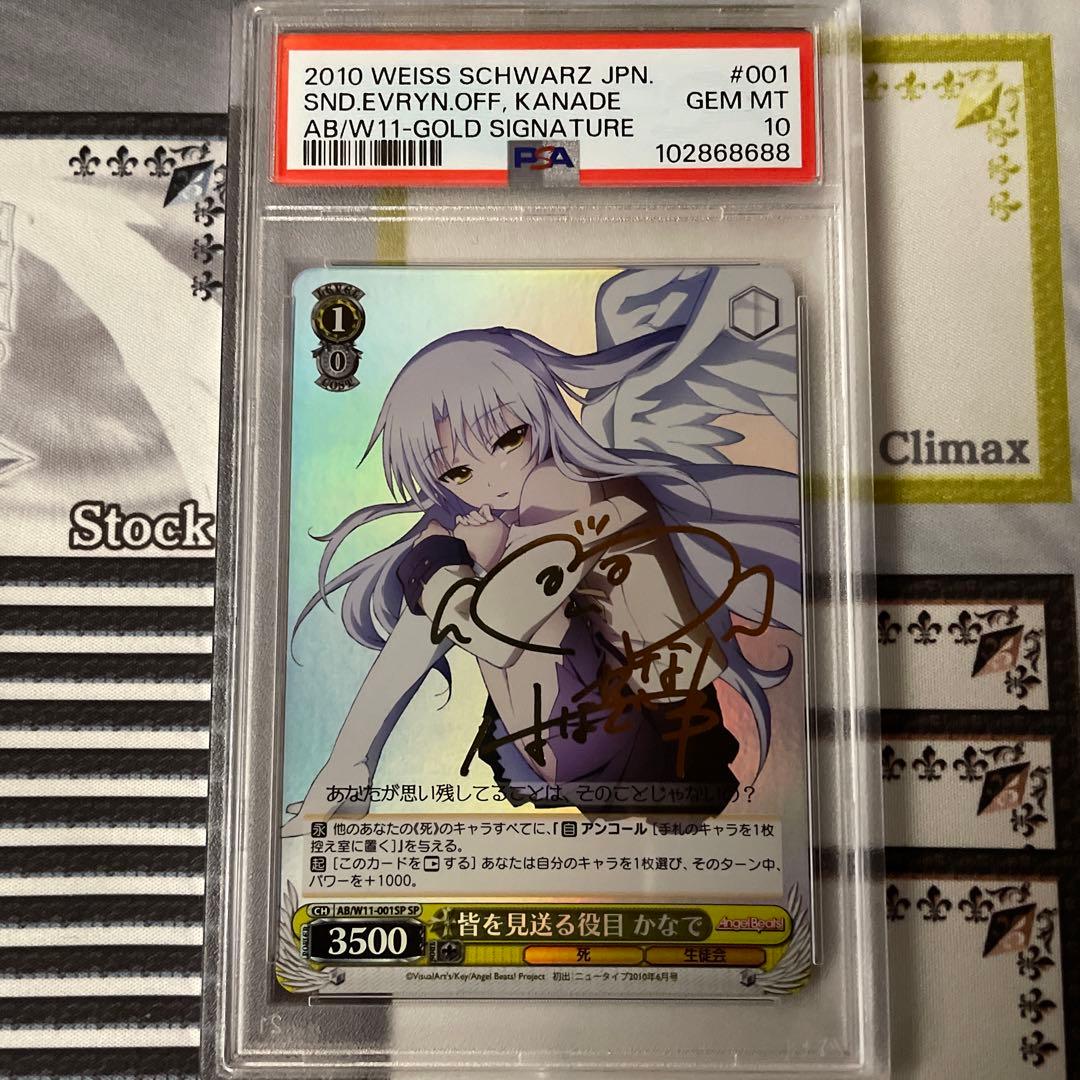 2010 WEISS SCHWARZ JPN. #001
SND.EVRYN.OFF, KANADE GEM MT
AB/W11-GOLD SIGNATURE 10
PSA 102868688
LEVEL
1
0
COST
Stock
Climax
あなたが思い残してることは、そのことじゃないの？
永 他のあなたの《死》のキャラすべてに、『自 アンコール [手札のキャラを1枚
控え室に置く]』を与える。
起 [このカードを する] あなたは自分のキャラを1枚選び、そのターン中、
パワーを＋1000。
CH AB/W11-001SP SP
3500
皆を見送る役目 かなで
Angel Beats!
死 生徒会
©VisualArt's/Key/Angel Beats! Project 初出：ニュータイプ2010年6月号